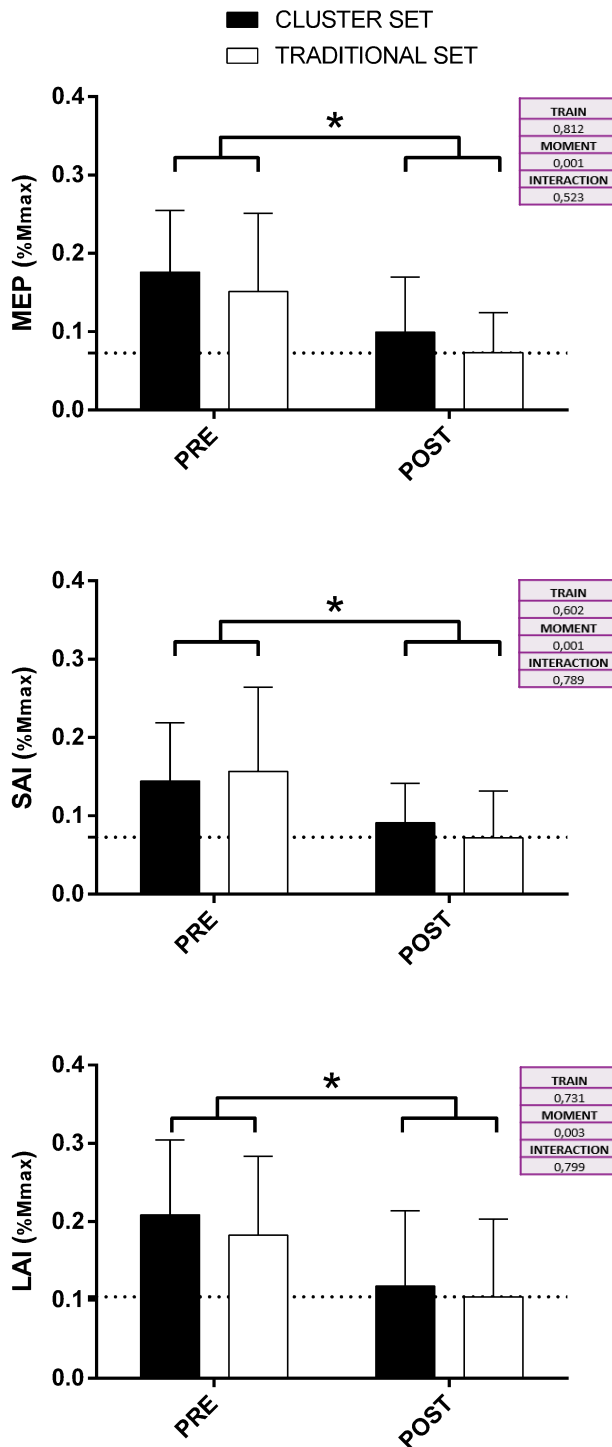 CLUSTER SET
TRADITIONAL SET
MEP (%Mmax)
0.4
0.3
0.2
0.1
0.0
*
TRAIN
0,812
MOMENT
0,001
INTERACTION
0,523
PRE
POST
SAI (%Mmax)
0.4
0.3
0.2
0.1
0.0
*
TRAIN
0,602
MOMENT
0,001
INTERACTION
0,789
PRE
POST
LAI (%Mmax)
0.4
0.3
0.2
0.1
0.0
*
TRAIN
0,731
MOMENT
0,003
INTERACTION
0,799
PRE
POST